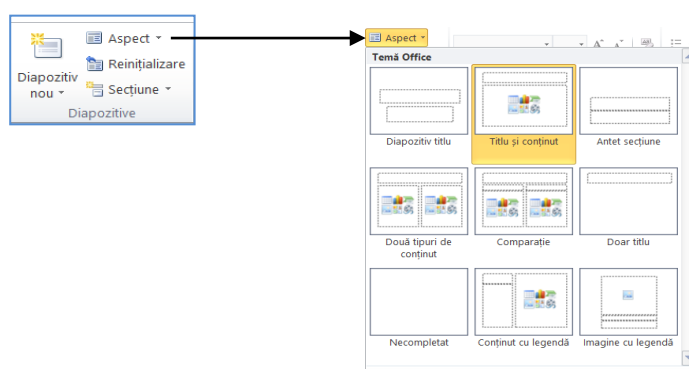 Aspect
Reinițializare
Diapozitiv
nou
Secțiune
Diapozitive
Aspect
Temă Office
Diapozitiv titlu
Titlu și conținut
Antet secțiune
Două tipuri de
conținut
Comparație
Doar titlu
Necompletat
Conținut cu legendă
Imagine cu legendă